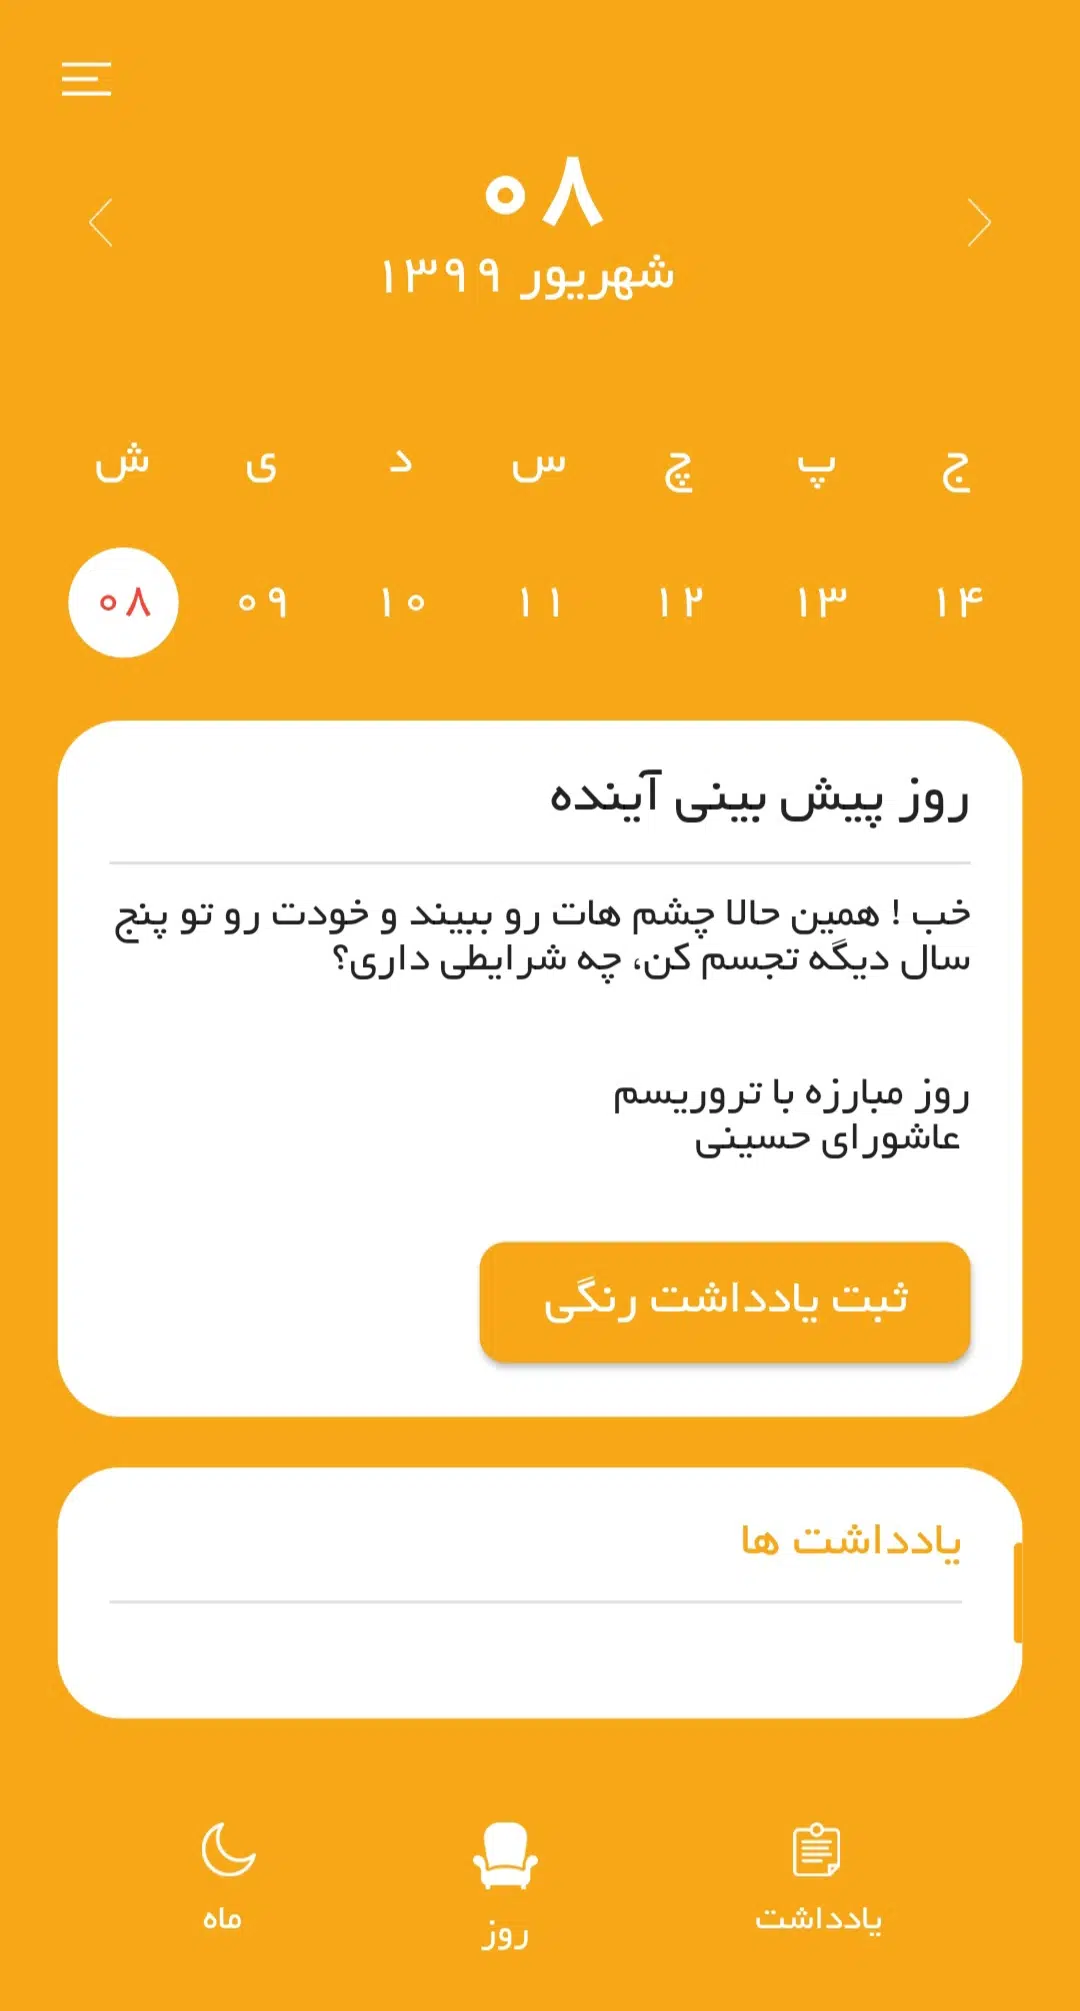 ۰۸
شهریور ۱۳۹۹
ش ی د س چ پ ج
۰۸ ۰۹ ۱۰ ۱۱ ۱۲ ۱۳ ۱۴
روز پیش بینی آینده
خب ! همین حالا چشم هات رو ببیند و خودت رو تو پنج
سال دیگه تجسم کن، چه شرایطی داری؟
روز مبارزه با تروریسم
عاشورای حسینی
ثبت یادداشت رنگی
یادداشت ها
یادداشت
روز
ماه